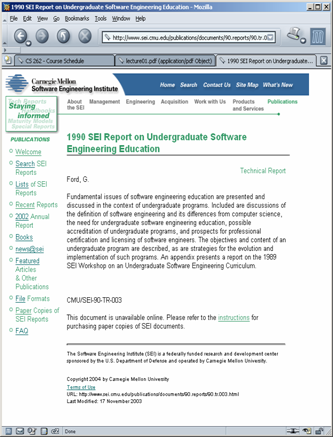 1990 SEI Report on Undergraduate Software Engineering Education - Mozilla
File Edit View Go Bookmarks Tools Window Help
http://www.sei.cmu.edu/publications/documents/90.reports/90.tr.0
CS 262 - Course Schedule
lecture01.pdf (application/pdf Object)
1990 SEI Report on Undergraduate...
Carnegie Mellon
Software Engineering Institute
Home Search Contact Us Site Map What's New
About the SEI
Management
Engineering
Acquisition
Work with Us
Products and Services
Publications
Tech Reports
Staying
informed
Special Reports
PUBLICATIONS
Welcome
Search SEI
Reports
Lists of SEI
Reports
Recent Reports
2002 Annual
Report
Books
news@sei
Featured
Articles
& Other
Publications
File Formats
Paper Copies of
SEI Reports
FAQ
1990 SEI Report on Undergraduate Software
Engineering Education
Technical Report
Ford, G.
Fundamental issues of software engineering education are presented and
discussed in the context of undergraduate programs. Included are discussions of
the definition of software engineering and its differences from computer science,
the need for undergraduate software engineering education, possible
accreditation of undergraduate programs, and prospects for professional
certification and licensing of software engineers. The objectives and content of an
undergraduate program are described, as are strategies for the evolution and
implementation of such programs. An appendix presents a report on the 1989
SEI Workshop on an Undergraduate Software Engineering Curriculum.
CMU/SEI-90-TR-003
This document is unavailable online. Please refer to the instructions for
purchasing paper copies of SEI documents.
The Software Engineering Institute (SEI) is a federally funded research and development center
sponsored by the U.S. Department of Defense and operated by Carnegie Mellon University.
Copyright 2004 by Carnegie Mellon University
Terms of Use
URL: http://www.sei.cmu.edu/publications/documents/90.reports/90.tr.003.html
Last Modified: 17 November 2003
Done